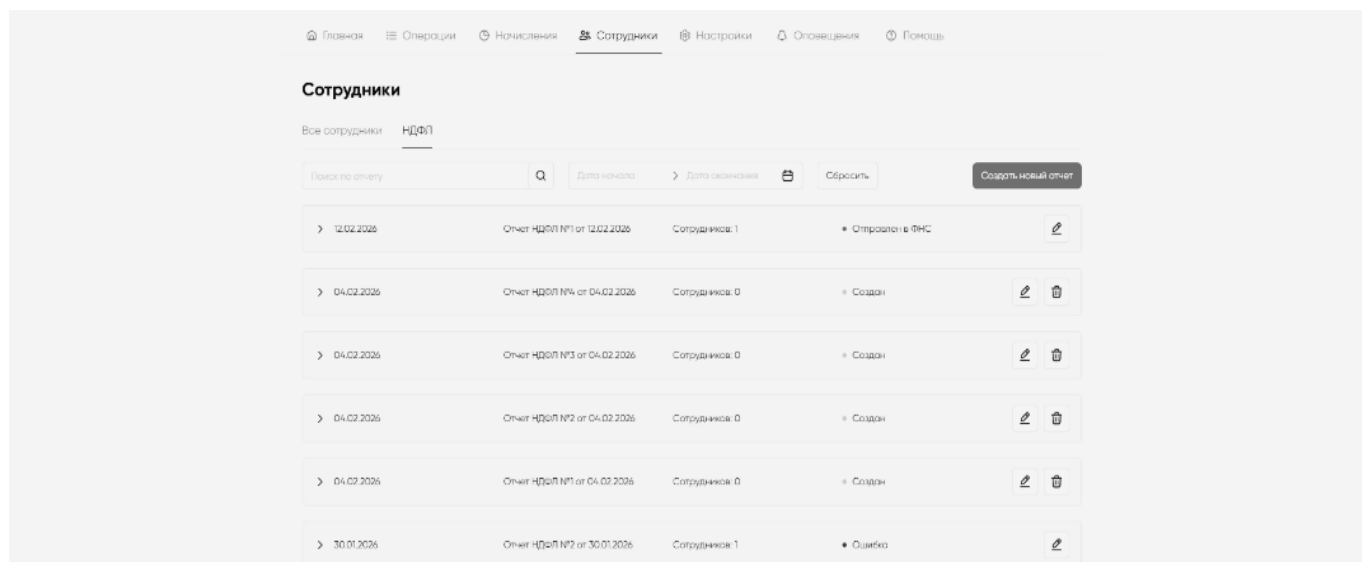 Главная Операции Начисления Сотрудники Настройки Оповещения Помощь
Сотрудники
Все сотрудники НДФЛ
Поиск по отчету Дата начала Дата окончания Сбросить Создать новый отчет
12.02.2026 Отчет НДФЛ №1 от 12.02.2026 Сотрудников: 1 Отправлен в ФНС
04.02.2026 Отчет НДФЛ №4 от 04.02.2026 Сотрудников: 0 Создан
04.02.2026 Отчет НДФЛ №3 от 04.02.2026 Сотрудников: 0 Создан
04.02.2026 Отчет НДФЛ №2 от 04.02.2026 Сотрудников: 0 Создан
04.02.2026 Отчет НДФЛ №1 от 04.02.2026 Сотрудников: 0 Создан
30.01.2026 Отчет НДФЛ №2 от 30.01.2026 Сотрудников: 1 Ошибка